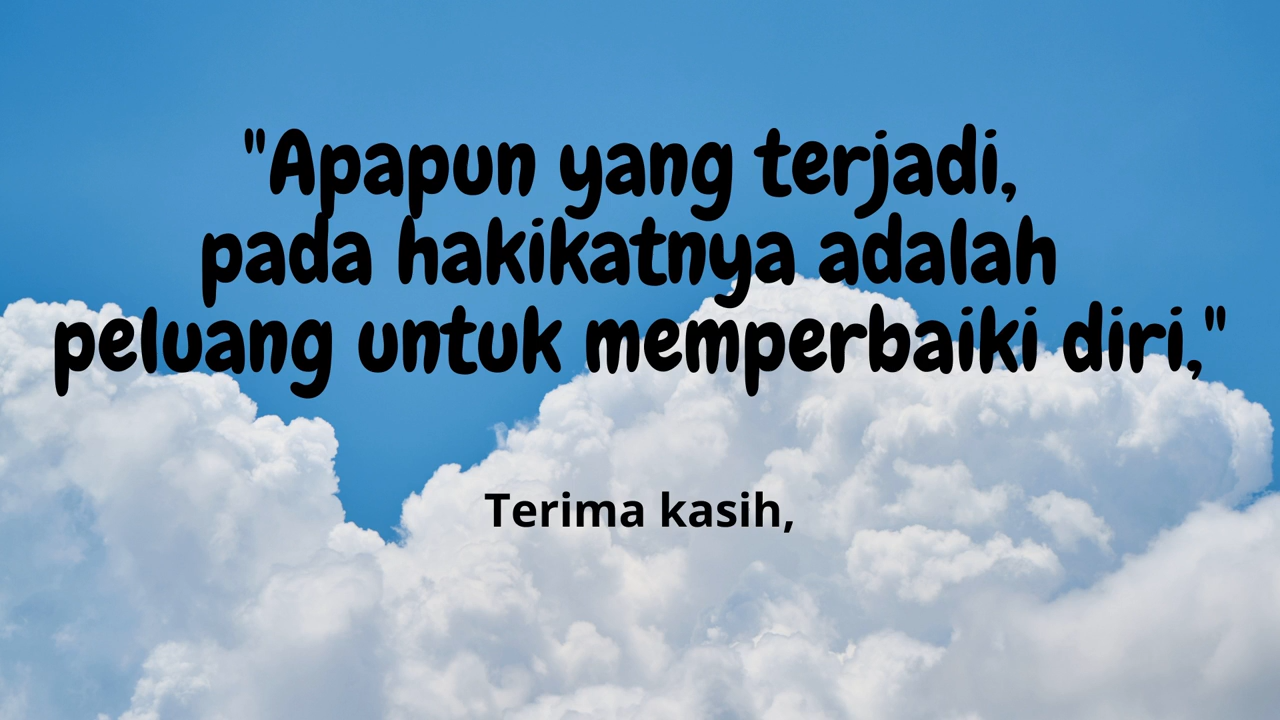 "Apapun yang terjadi,
pada hakikatnya adalah
peluang untuk memperbaiki diri,"
Terima kasih,